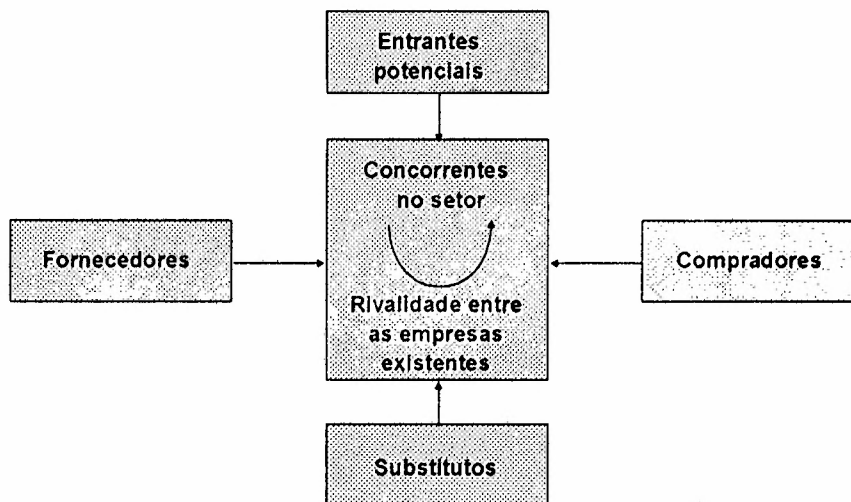 Entrantes
potenciais
Concorrentes
no setor
Fornecedores
Compradores
Rivalidade entre
as empresas
existentes
Substitutos